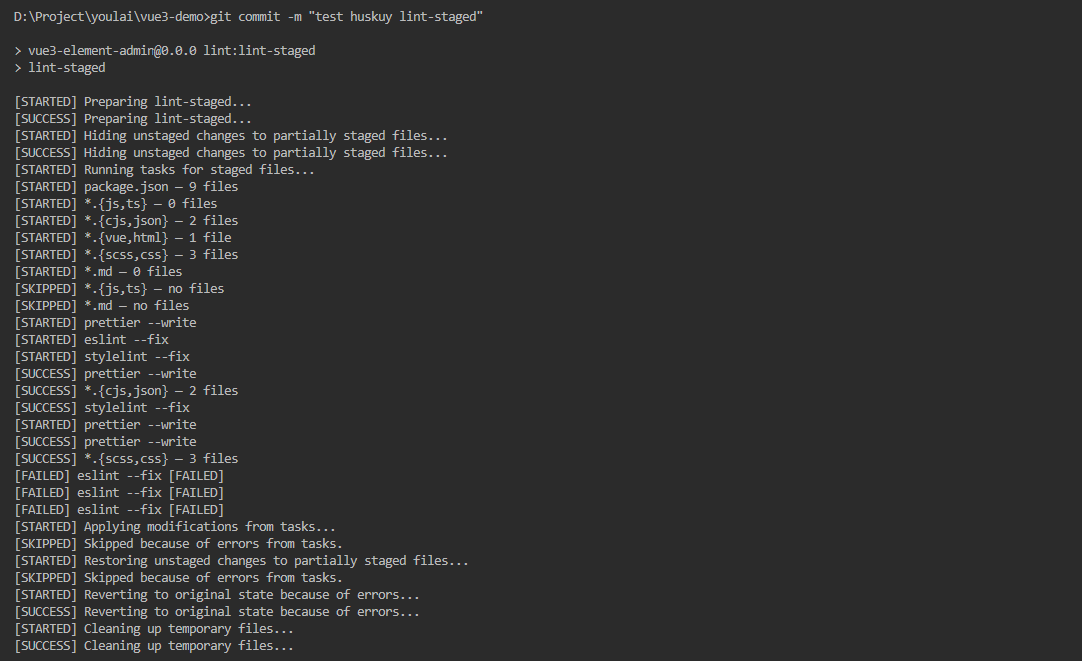 D:\Project\youlai\vue3-demo>git commit -m "test huskuy lint-staged"
> vue3-element-admin@0.0.0 lint:lint-staged
> lint-staged
[STARTED] Preparing lint-staged...
[SUCCESS] Preparing lint-staged...
[STARTED] Hiding unstaged changes to partially staged files...
[SUCCESS] Hiding unstaged changes to partially staged files...
[STARTED] Running tasks for staged files...
[STARTED] package.json — 9 files
[STARTED] *.{js,ts} — 0 files
[STARTED] *.{cjs,json} — 2 files
[STARTED] *.{vue,html} — 1 file
[STARTED] *.{scss,css} — 3 files
[STARTED] *.md — 0 files
[SKIPPED] *.{js,ts} — no files
[SKIPPED] *.md — no files
[STARTED] prettier --write
[STARTED] eslint --fix
[STARTED] stylelint --fix
[SUCCESS] prettier --write
[SUCCESS] *.{cjs,json} — 2 files
[SUCCESS] stylelint --fix
[STARTED] prettier --write
[SUCCESS] prettier --write
[SUCCESS] *.{scss,css} — 3 files
[FAILED] eslint --fix [FAILED]
[FAILED] eslint --fix [FAILED]
[FAILED] eslint --fix [FAILED]
[STARTED] Applying modifications from tasks...
[SKIPPED] Skipped because of errors from tasks.
[STARTED] Restoring unstaged changes to partially staged files...
[SKIPPED] Skipped because of errors from tasks.
[STARTED] Reverting to original state because of errors...
[SUCCESS] Reverting to original state because of errors...
[STARTED] Cleaning up temporary files...
[SUCCESS] Cleaning up temporary files...